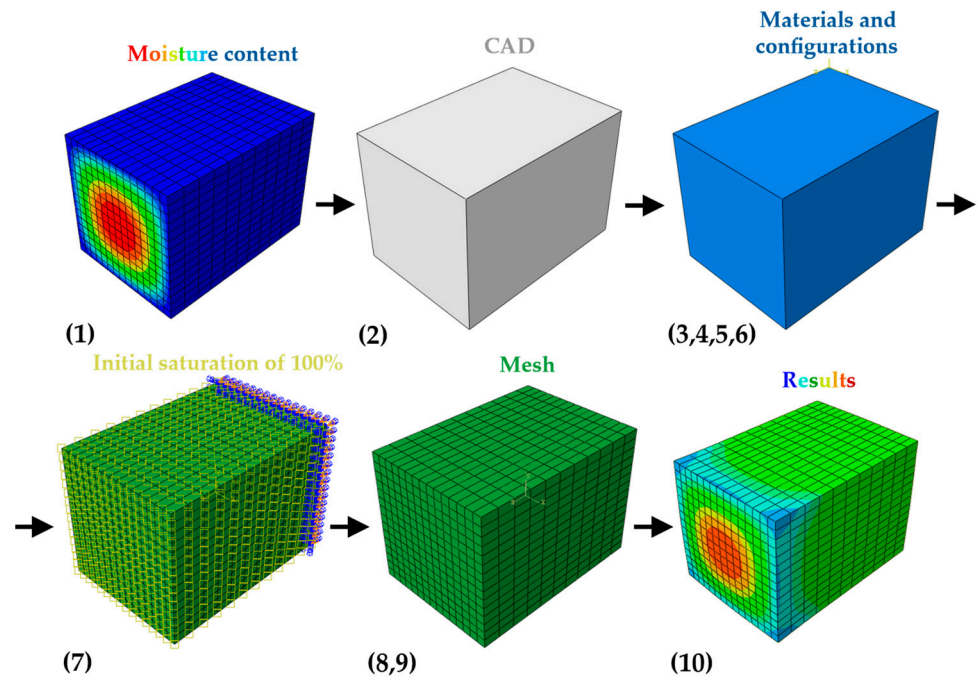 Moisture content
CAD
Materials and
configurations
(1)
(2)
(3,4,5,6)
Initial saturation of 100%
Mesh
Results
(7)
(8,9)
(10)